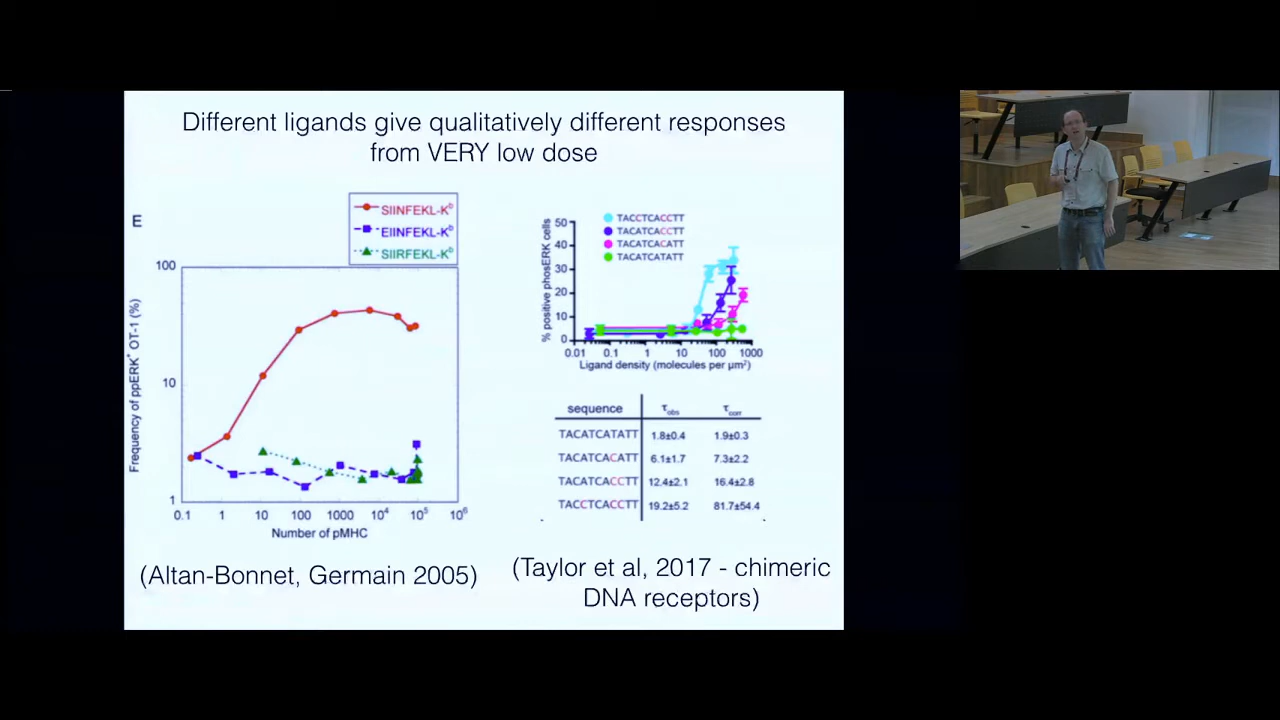 Different ligands give qualitatively different responses
from VERY low dose
E
SIINFEKL-Kᵇ
EIINFEKL-Kᵇ
SIIRFEKL-Kᵇ
100
10
1
0.1 1 10 100 1000 10⁴ 10⁵ 10⁶
Frequency of ppERK⁺ OT-1 (%)
Number of pMHC
(Altan-Bonnet, Germain 2005)
TACCTCACCTT
TACATCACCTT
TACATCACATT
TACATCATATT
50
40
30
20
10
0
0.01 0.1 1 10 100 1000
% positive phosERK cells
Ligand density (molecules per μm²)
sequence τobs τcorr
TACATCATATT 1.8±0.4 1.9±0.3
TACATCACATT 6.1±1.7 7.3±2.2
TACATCACCTT 12.4±2.1 16.4±2.8
TACCTCACCTT 19.2±5.2 81.7±54.4
(Taylor et al, 2017 - chimeric
DNA receptors)